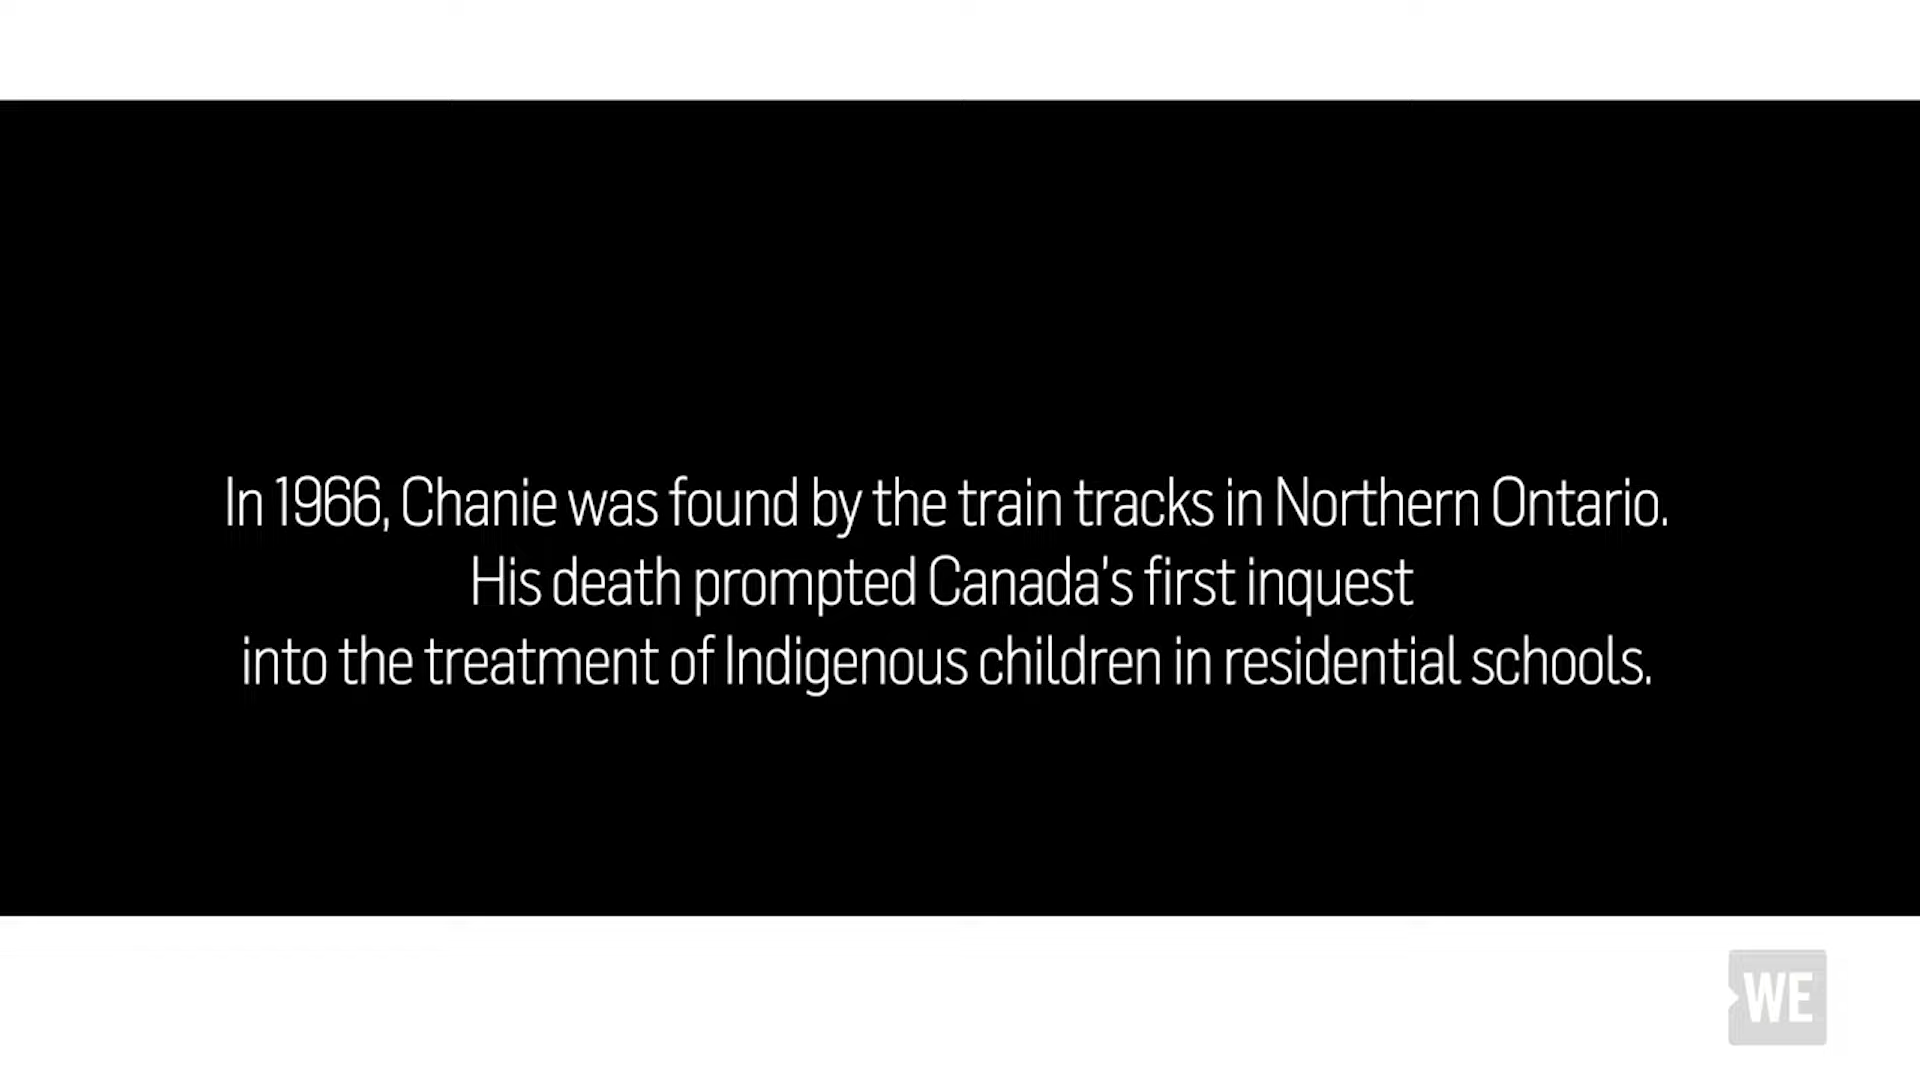 In 1966, Chanie was found by the train tracks in Northern Ontario.
His death prompted Canada's first inquest
into the treatment of Indigenous children in residential schools.
WE